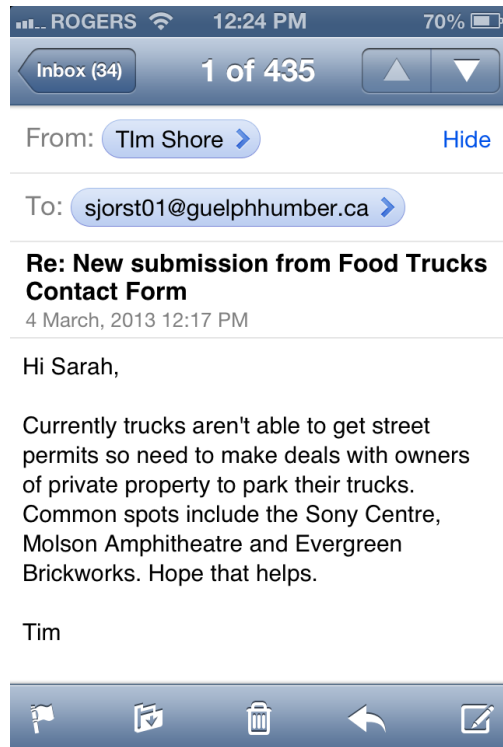 ROGERS 12:24 PM 70%
Inbox (34) 1 of 435
From: TIm Shore Hide
To: sjorst01@guelphhumber.ca
Re: New submission from Food Trucks
Contact Form
4 March, 2013 12:17 PM
Hi Sarah,
Currently trucks aren't able to get street
permits so need to make deals with owners
of private property to park their trucks.
Common spots include the Sony Centre,
Molson Amphitheatre and Evergreen
Brickworks. Hope that helps.
Tim